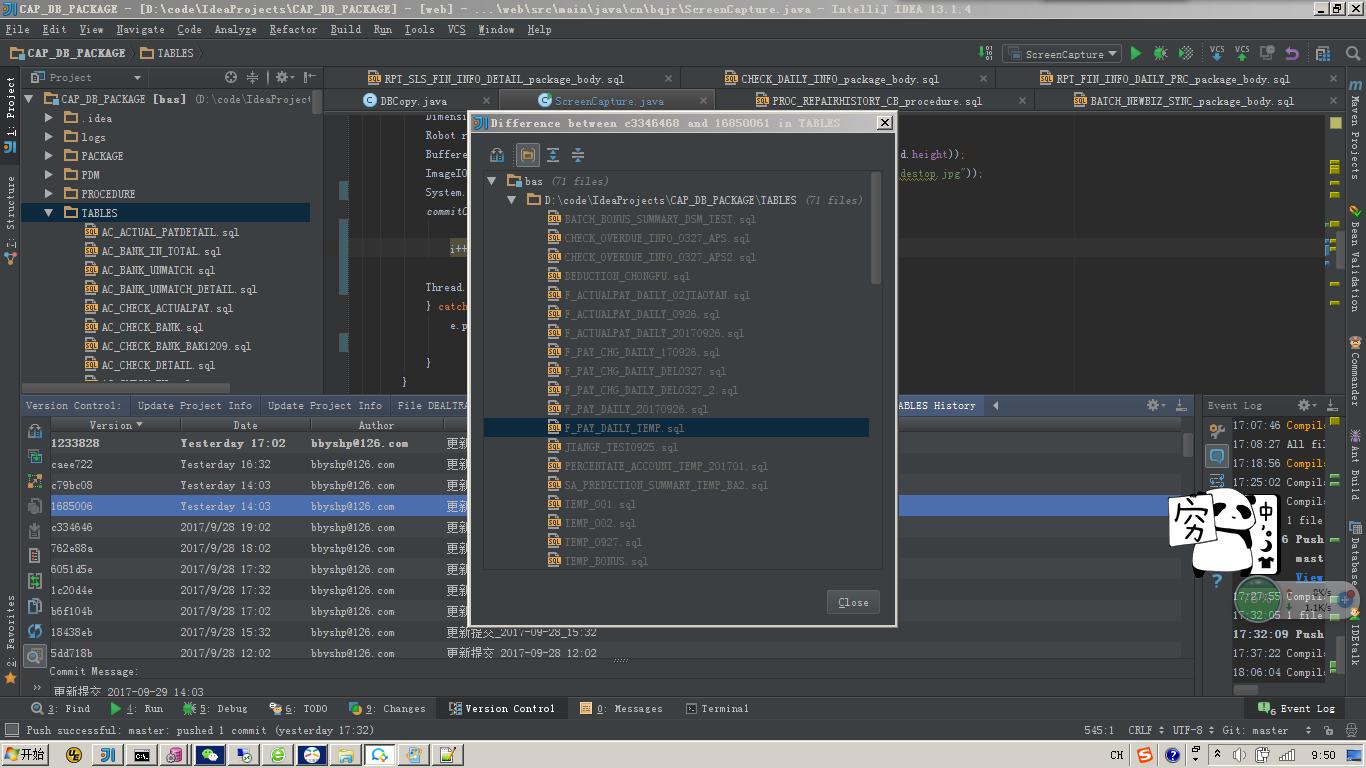 CAP_DB_PACKAGE - [D:\code\IdeaProjects\CAP_DB_PACKAGE] - [web] - ...\web\src\main\java\cn\bqjr\ScreenCapture.java - IntelliJ IDEA 13.1.4
File Edit View Navigate Code Analyze Refactor Build Run Tools VCS Window Help
CAP_DB_PACKAGE TABLES
ScreenCapture VCS VCS
RPT_SLS_FIN_INFO_DETAIL_package_body.sql CHECK_DAILY_INFO_package_body.sql RPT_FIN_INFO_DAILY_PRC_package_body.sql
DBCopy.java ScreenCapture.java PROC_REPAIRHISTORY_CB_procedure.sql BATCH_NEWBIZ_SYNC_package_body.sql
1: Project
Z: Structure
2: Favorites
Project
CAP_DB_PACKAGE [bas] (D:\code\IdeaProject
.idea
logs
PACKAGE
PDM
PROCEDURE
TABLES
AC_ACTUAL_PAYDETAIL.sql
AC_BANK_IN_TOTAL.sql
AC_BANK_UNMATCH.sql
AC_BANK_UNMATCH_DETAIL.sql
AC_CHECK_ACTUALPAY.sql
AC_CHECK_BANK.sql
AC_CHECK_BANK_BAK1209.sql
AC_CHECK_DETAIL.sql
Dimens
Robot r
Buffere
d.height));
ImageIO
destop.jpg"));
System.
commitC
i++
Thread.
} catch
e.p
}
}
Difference between c3346468 and 16850061 in TABLES
bas (71 files)
D:\code\IdeaProjects\CAP_DB_PACKAGE\TABLES (71 files)
BATCH_BONUS_SUMMARY_DSM_TEST.sql
CHECK_OVERDUE_INFO_0327_APS.sql
CHECK_OVERDUE_INFO_0327_APS2.sql
DEDUCTION_CHONGFU.sql
F_ACTUALPAY_DAILY_02JIAOYAN.sql
F_ACTUALPAY_DAILY_0926.sql
F_ACTUALPAY_DAILY_20170926.sql
F_PAY_CHG_DAILY_170926.sql
F_PAY_CHG_DAILY_DEL0327.sql
F_PAY_CHG_DAILY_DEL0327_2.sql
F_PAY_DAILY_20170926.sql
F_PAY_DAILY_TEMP.sql
JIANGF_TEST0925.sql
PERCENTATE_ACCOUNT_TEMP_201701.sql
SA_PREDICTION_SUMMARY_TEMP_BA2.sql
TEMP_001.sql
TEMP_002.sql
TEMP_0927.sql
TEMP_BONUS.sql
Close
Maven Projects
Bean Validation
Commander
Ant Build
Database
IDEtalk
Version Control: Update Project Info Update Project Info File DEALTRA
ABLES History
Version Date Author
1233828 Yesterday 17:02 bbyshp@126.com 更新
caee722 Yesterday 16:32 bbyshp@126.com 更新
c79bc08 Yesterday 14:03 bbyshp@126.com 更新
1685006 Yesterday 14:03 bbyshp@126.com 更新
c334646 2017/9/28 19:02 bbyshp@126.com 更新
762e88a 2017/9/28 18:02 bbyshp@126.com 更新
6051d5e 2017/9/28 17:32 bbyshp@126.com 更新
1c20d4e 2017/9/28 17:32 bbyshp@126.com 更新
b6f104b 2017/9/28 17:02 bbyshp@126.com 更新
18438eb 2017/9/28 15:32 bbyshp@126.com 更新提交_2017-09-28_15:32
5dd718b 2017/9/28 12:02 bbyshp@126.com 更新提交 2017-09-28 12:02
Commit Message:
更新提交 2017-09-29 14:03
Event Log
17:07:46 Compil
17:08:27 All f
17:18:56 Compil
17:25:02 Compil
Compil
1 file
Push
mast
View
17:27:55 Compil
17:32:05 1 file
17:32:09 Push
17:37:22 Compil
18:06:04 Compil
穷
中
0K/s
1.1K/s
3: Find 4: Run 5: Debug 6: TODO 9: Changes Version Control 0: Messages Terminal Event Log
Push successful: master: pushed 1 commit (yesterday 17:32) 545:1 CRLF UTF-8 Git: master
开始 CH 9:50